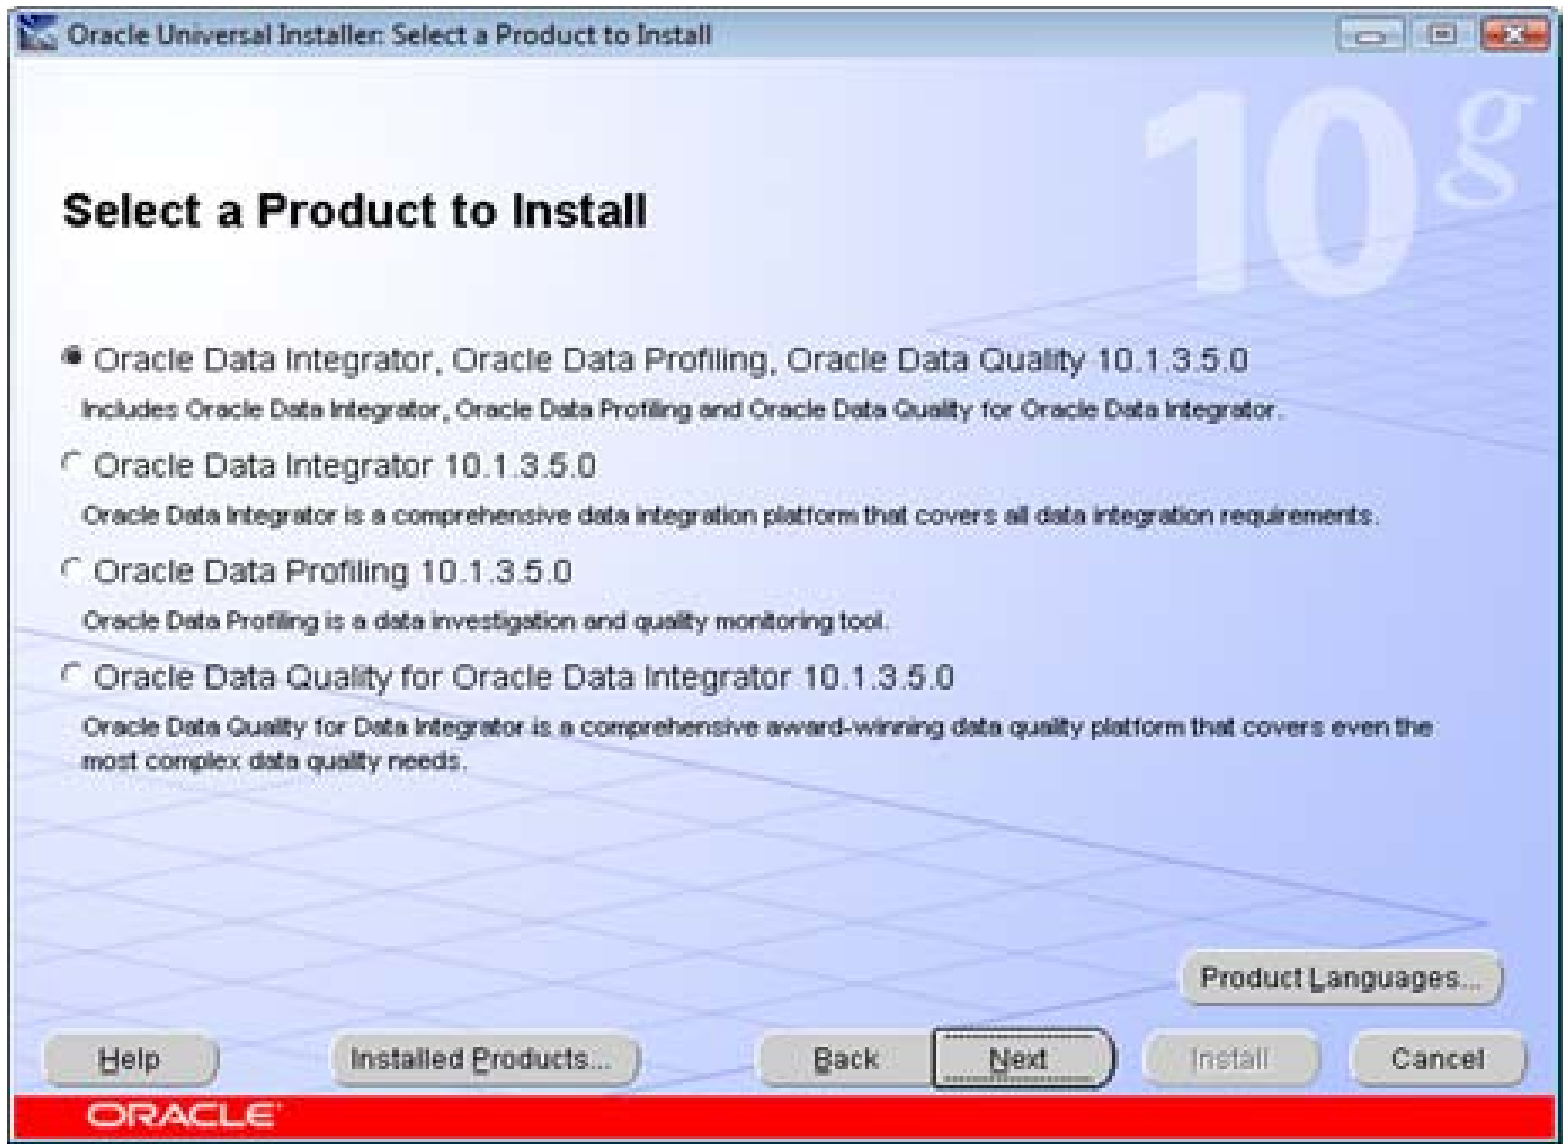 Oracle Universal Installer: Select a Product to Install
10g
Select a Product to Install
Oracle Data Integrator, Oracle Data Profiling, Oracle Data Quality 10.1.3.5.0
Includes Oracle Data Integrator, Oracle Data Profiling and Oracle Data Quality for Oracle Data Integrator.
Oracle Data Integrator 10.1.3.5.0
Oracle Data Integrator is a comprehensive data integration platform that covers all data integration requirements.
Oracle Data Profiling 10.1.3.5.0
Oracle Data Profiling is a data investigation and quality monitoring tool.
Oracle Data Quality for Oracle Data Integrator 10.1.3.5.0
Oracle Data Quality for Data Integrator is a comprehensive award-winning data quality platform that covers even the
most complex data quality needs.
Product Languages...
Help Installed Products... Back Next Install Cancel
ORACLE